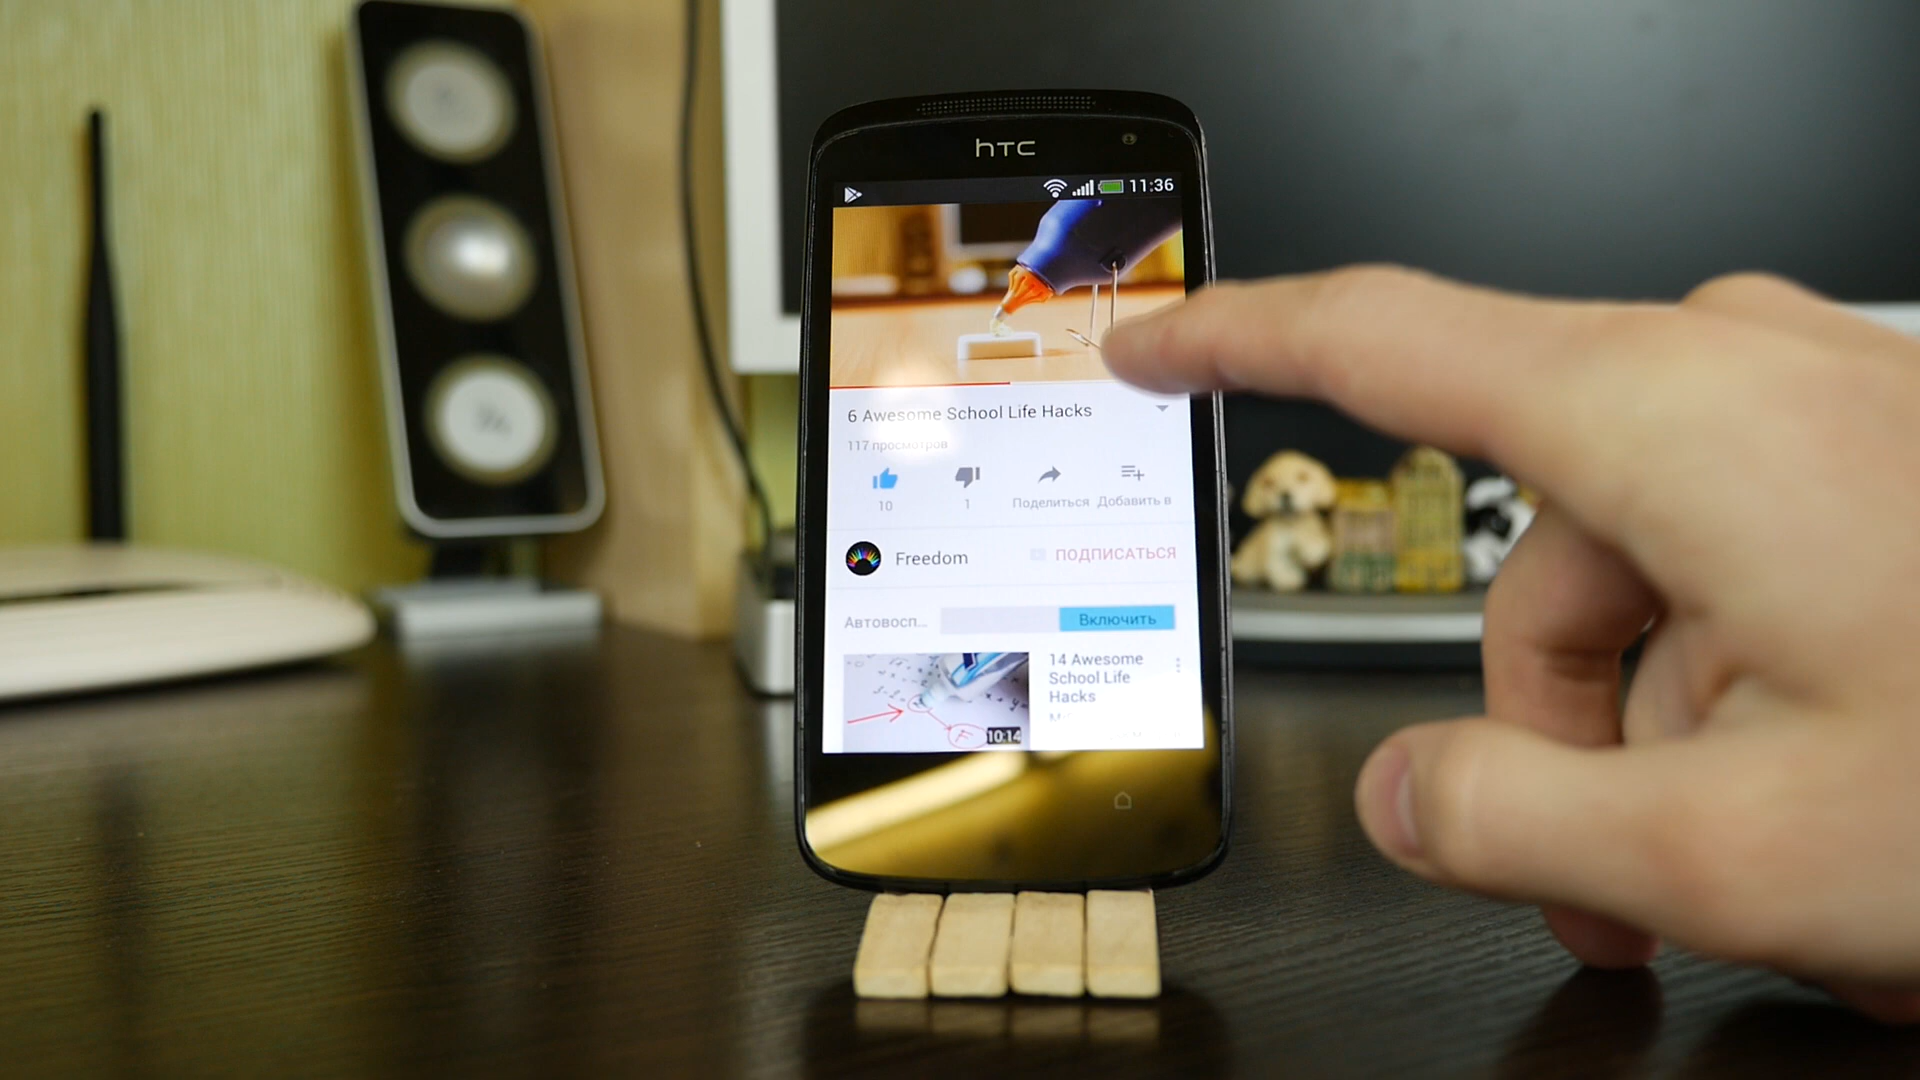 htc
11:36
6 Awesome School Life Hacks
117 просмотров
10
1
Поделиться
Добавить в
Freedom
ПОДПИСАТЬСЯ
Автовосп...
Включить
14 Awesome
School Life
Hacks
F
10:14